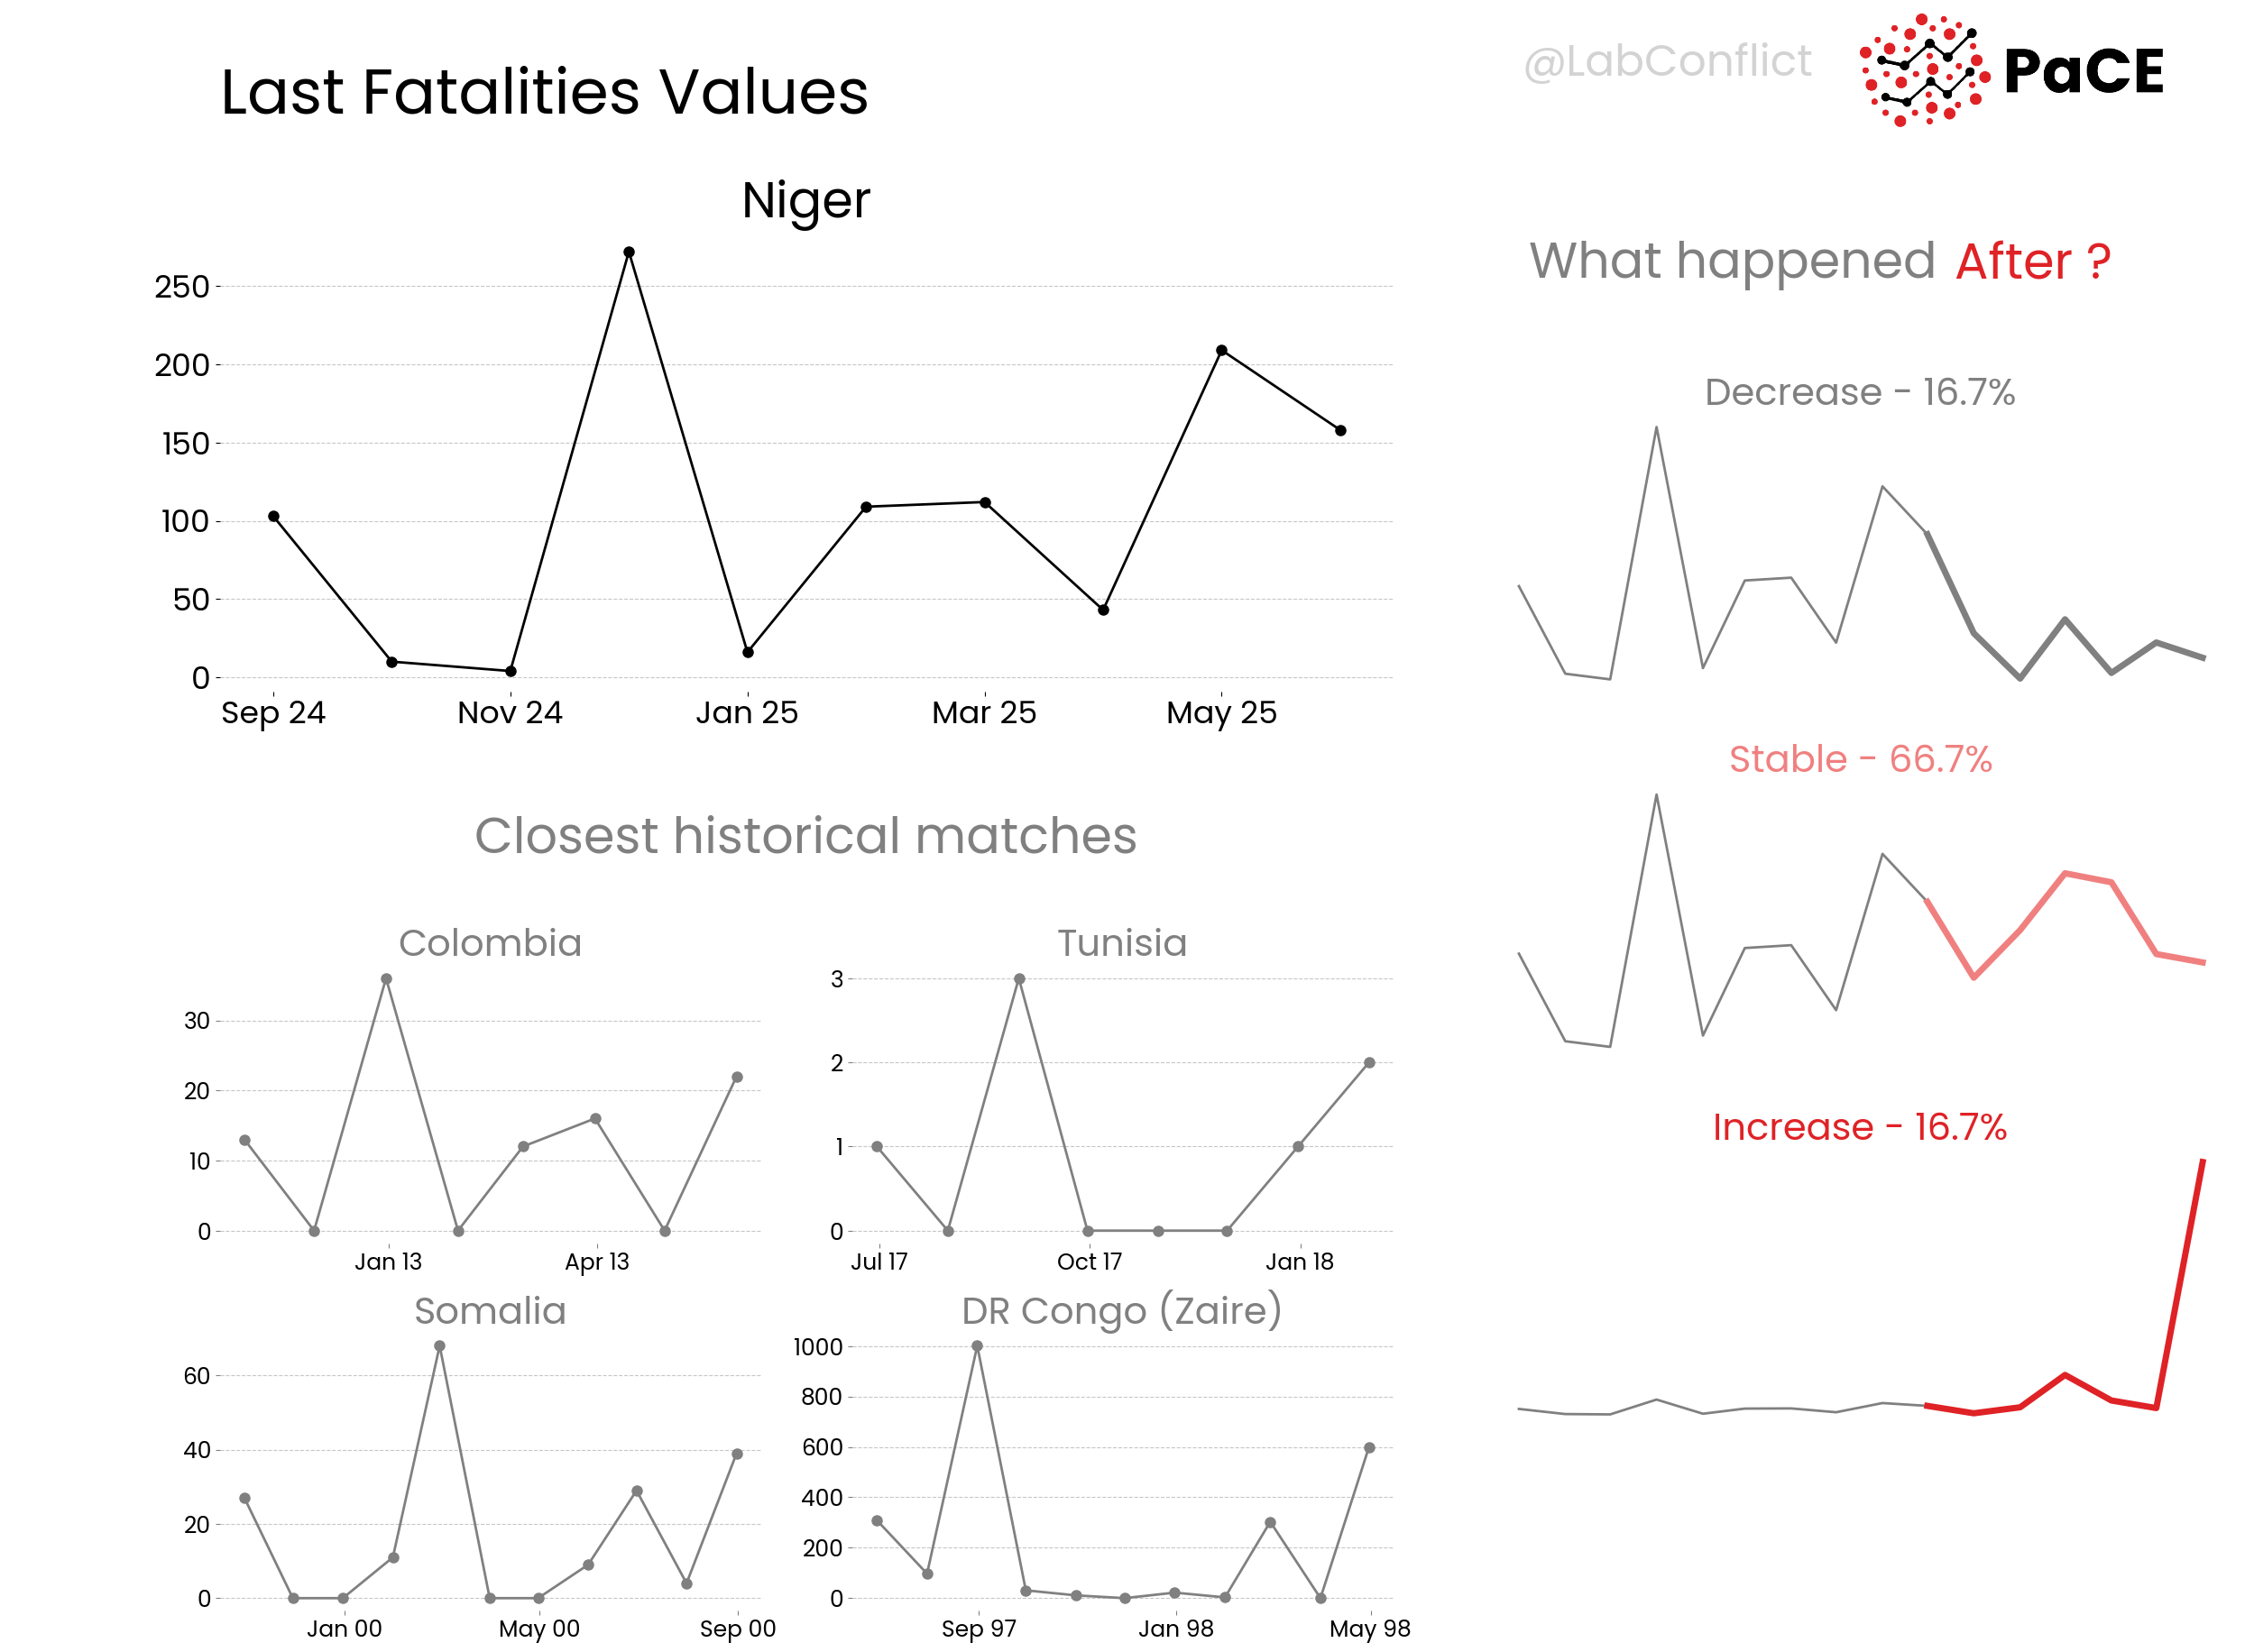 @LabConflict
PaCE
Last Fatalities Values
Niger
250
200
150
100
50
0
Sep 24 Nov 24 Jan 25 Mar 25 May 25
Closest historical matches
Colombia
30
20
10
0
Jan 13 Apr 13
Tunisia
3
2
1
0
Jul 17 Oct 17 Jan 18
Somalia
60
40
20
0
Jan 00 May 00 Sep 00
DR Congo (Zaire)
1000
800
600
400
200
0
Sep 97 Jan 98 May 98
What happened After ?
Decrease - 16.7%
Stable - 66.7%
Increase - 16.7%